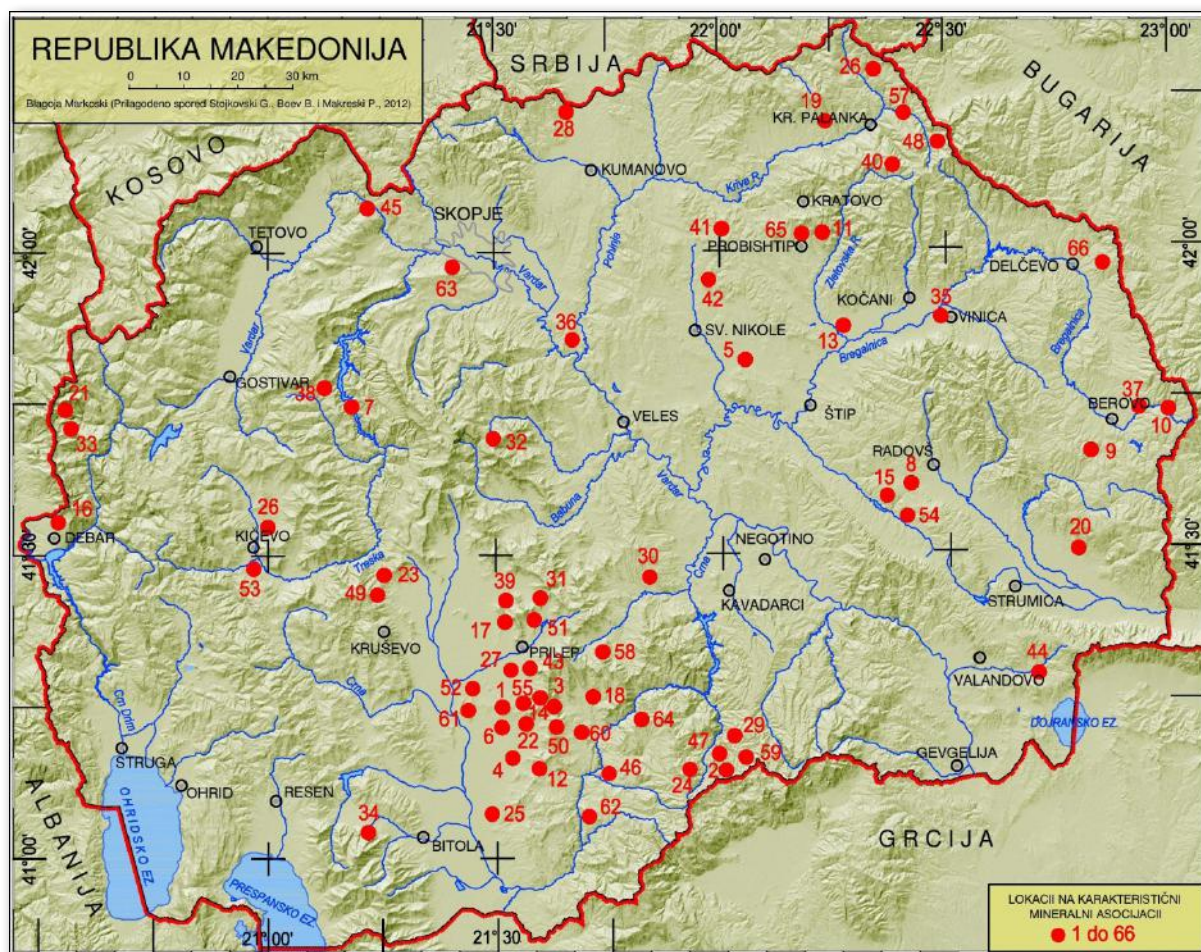 REPUBLIKA MAKEDONIJA
0 10 20 30 km
Blagoja Markoski (Prilagodeno spored Stojkovski G., Boev B. i Makreski P., 2012)
21°30' 22°00' 22°30' 23°00'
SRBIJA
BUGARIJA
KOSOVO
26
19
57
KR. PALANKA
28
48
KUMANOVO
40
Kriva R.
KRATOVO
45
SKOPJE
41
65
11
TETOVO
PROBISHTIP
Pčinja
Zletovska R.
42°00'
42°00'
66
DELČEVO
63
Vardar
42
KOČANI
35
VINICA
Vardar
36
SV. NIKOLE
13
Bregalnica
Bregalnica
5
GOSTIVAR
38
7
21
37
BEROVO
10
ŠTIP
33
VELES
32
9
RADOVŠ
8
15
Vardar
Babuna
54
16
26
DEBAR
KIČEVO
20
41°30'
41°30'
NEGOTINO
Treska
53
23
30
Crna
49
39
31
KAVADARCI
STRUMICA
17
51
KRUŠEVO
PRILEP
58
43
27
44
VALANDOVO
52
55
3
18
1
14
61
Crna
64
Crn Drim
6
22
50
60
29
DOJRANSKO EZ.
47
59
STRUGA
4
12
46
24
2
GEVGELIJA
OHRID
RESEN
25
62
34
BITOLA
OHRIDSKO EZ.
ALBANIJA
GRCIJA
41°00'
41°00'
PRESPANSKO EZ.
LOKACII NA KARAKTERISTIČNI
MINERALNI ASOCIJACII
1 do 66
21°00' 21°30'